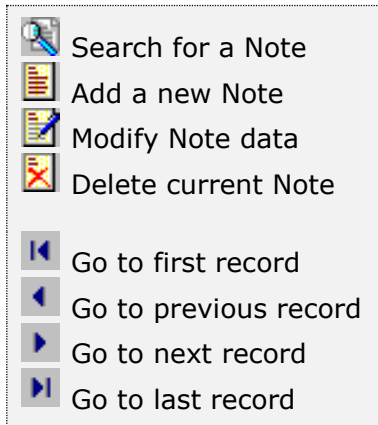 Search for a Note
Add a new Note
Modify Note data
Delete current Note
Go to first record
Go to previous record
Go to next record
Go to last record